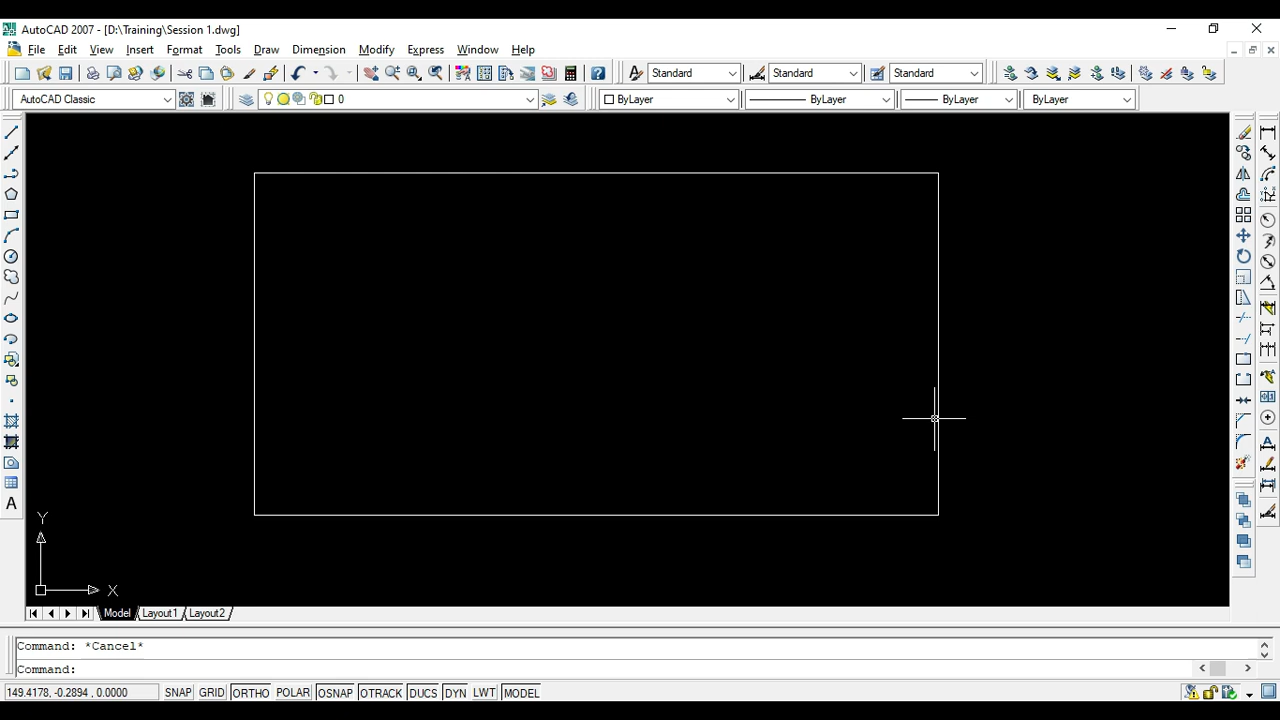 AutoCAD 2007 - [D:\Training\Session 1.dwg]
File Edit View Insert Format Tools Draw Dimension Modify Express Window Help
Standard Standard Standard
AutoCAD Classic 0 ByLayer ByLayer ByLayer ByLayer
A
Y
X
Model Layout1 Layout2
Command: *Cancel*
Command:
149.4178, -0.2894 , 0.0000 SNAP GRID ORTHO POLAR OSNAP OTRACK DUCS DYN LWT MODEL